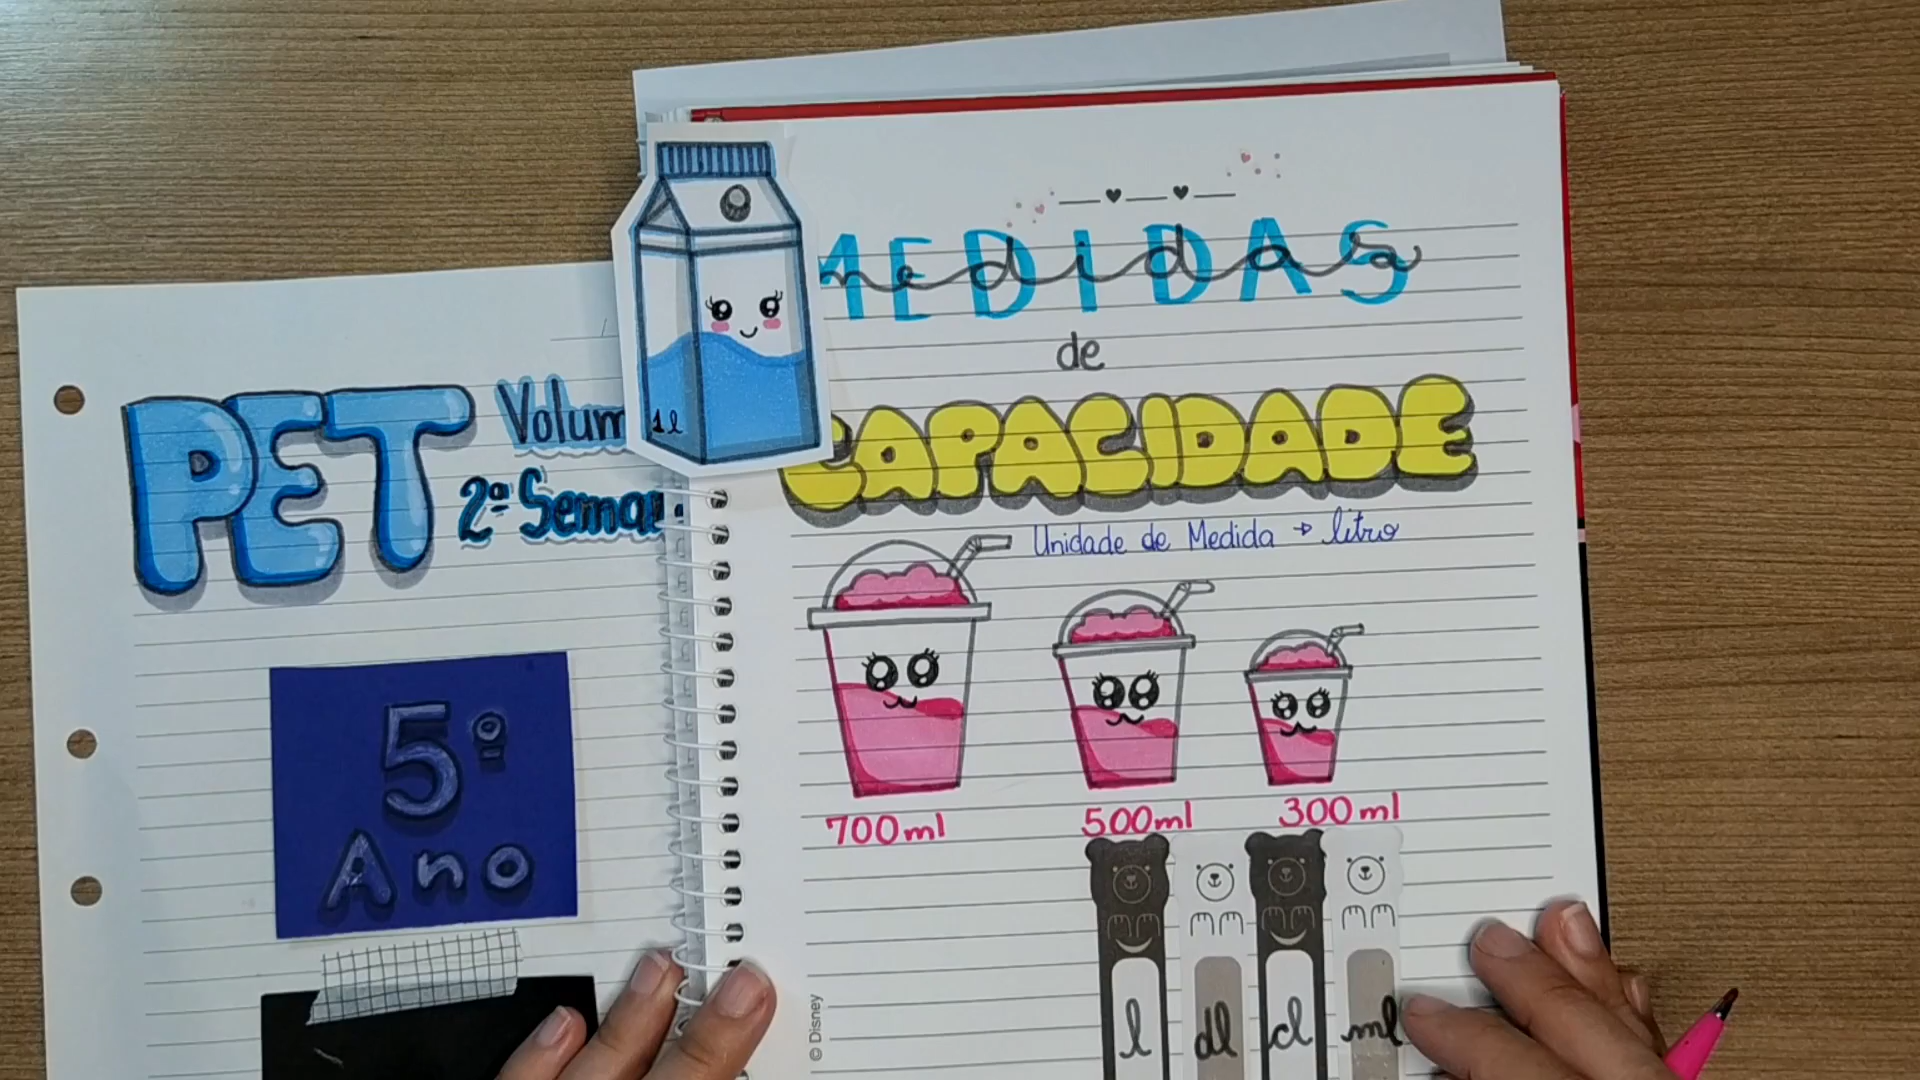 PET
Volum
2ª Seman
5º
Ano
1l
MEDIDAS
medidas
de
CAPACIDADE
Unidade de Medida → litro
700ml
500ml
300ml
l
dl
cl
ml
© Disney